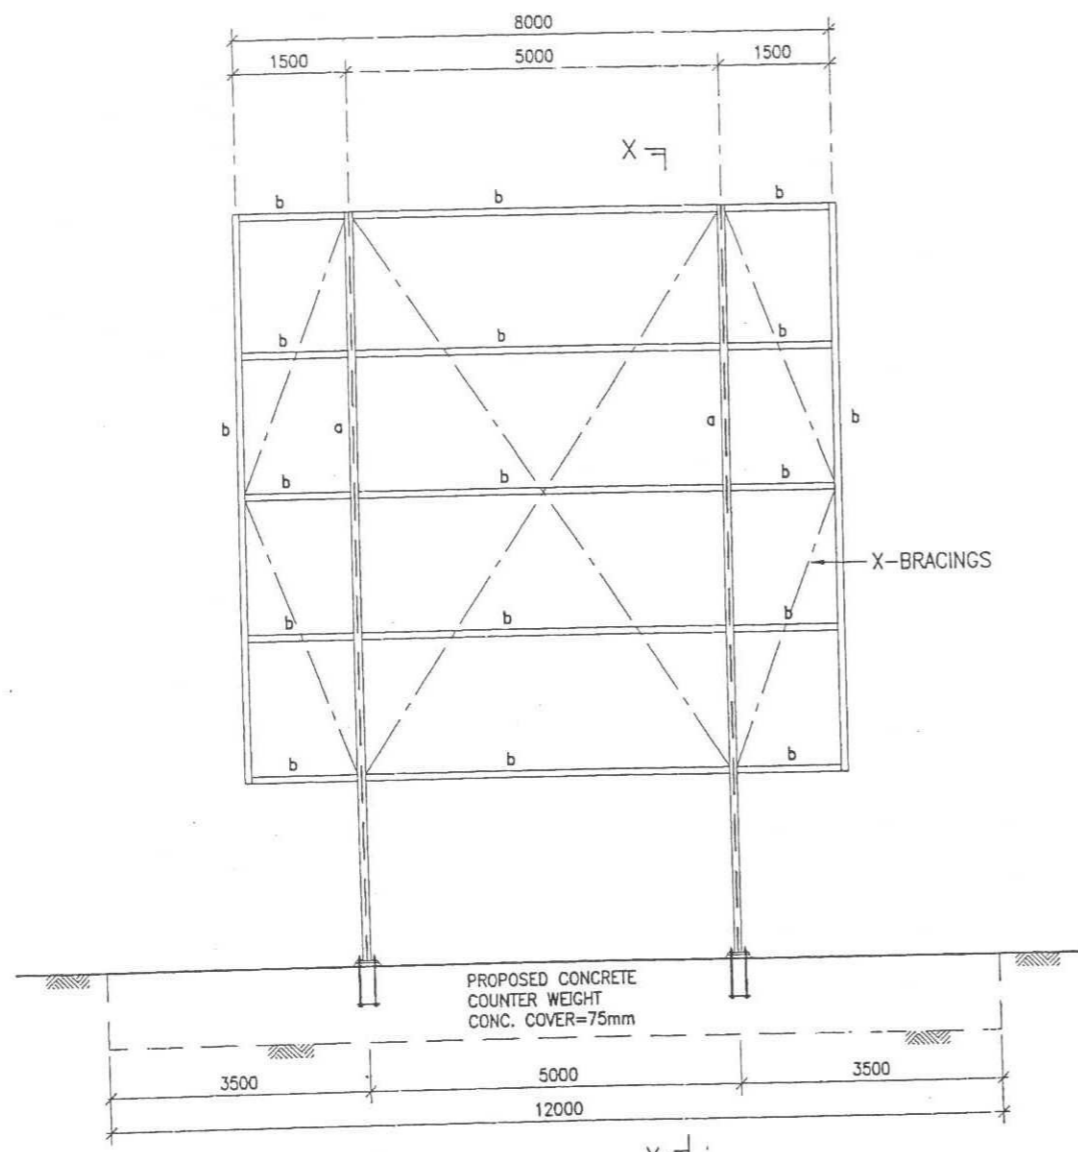 8000
1500 5000 1500
X
b b b
b b b
b a a b
b b b
X-BRACINGS
b b b
b b b
PROPOSED CONCRETE
COUNTER WEIGHT
CONC. COVER=75mm
3500 5000 3500
12000
X